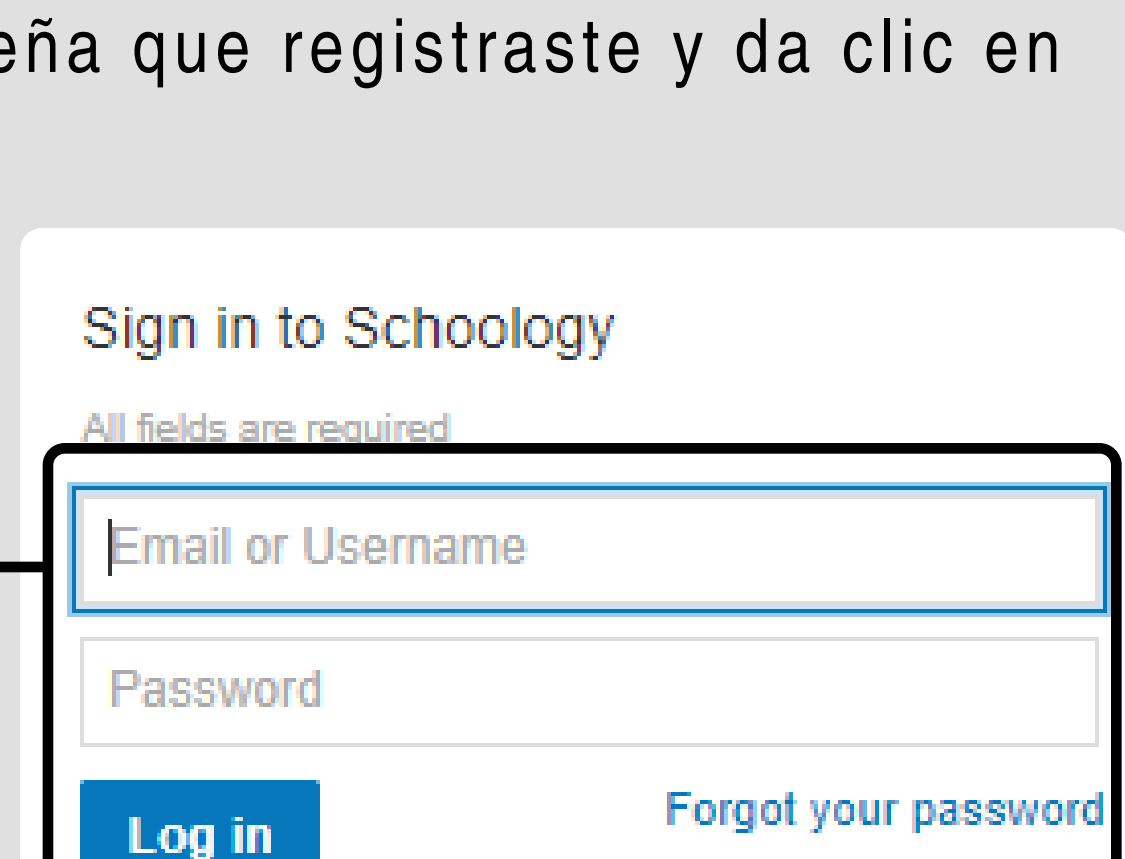 eña que registraste y da clic en
Sign in to Schoology
All fields are required
Email or Username
Password
Log in
Forgot your password